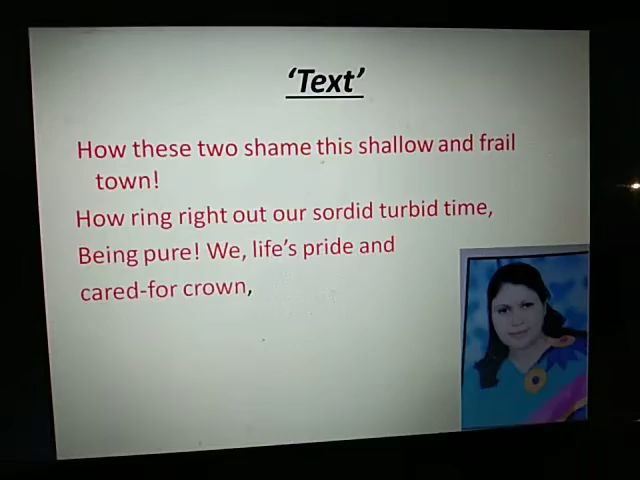 ‘Text’
How these two shame this shallow and frail
town!
How ring right out our sordid turbid time,
Being pure! We, life’s pride and
cared-for crown,